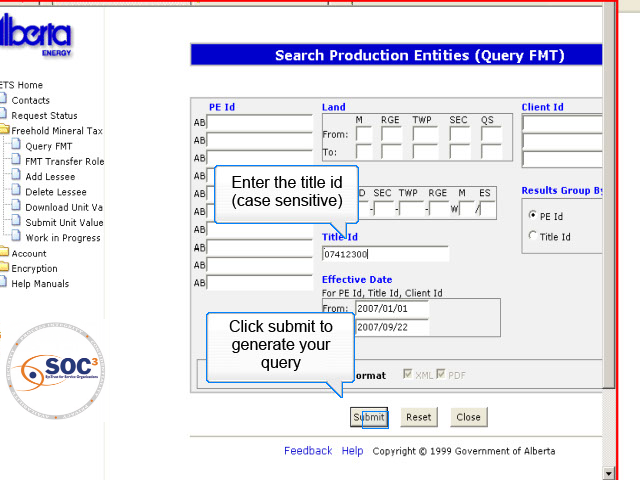 Alberta
ENERGY
ETS Home
Contacts
Request Status
Freehold Mineral Tax
Query FMT
FMT Transfer Role
Add Lessee
Delete Lessee
Download Unit Va
Submit Unit Value
Work in Progress
Account
Encryption
Help Manuals
SOC3
SysTrust for Service Organizations
Search Production Entities (Query FMT)
PE Id
AB
AB
AB
AB
AB
AB
AB
AB
AB
AB
Land
M RGE TWP SEC QS
From:
To:
Client Id
Enter the title id
(case sensitive)
D SEC TWP RGE M ES
- - - W /
Results Group By
PE Id
Title Id
Title Id
07412300
Effective Date
For PE Id, Title Id, Client Id
From: 2007/01/01
2007/09/22
Click submit to
generate your
query
ormat XML PDF
Submit Reset Close
Feedback Help Copyright © 1999 Government of Alberta